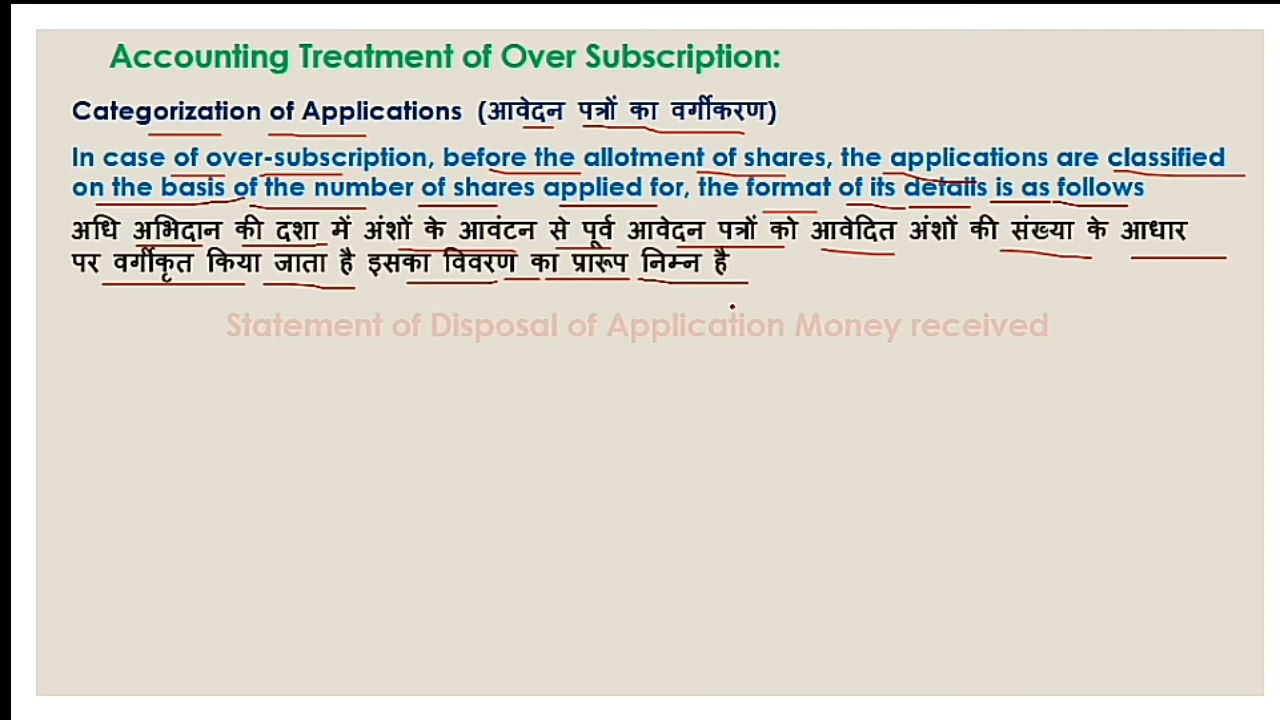 Accounting Treatment of Over Subscription:
Categorization of Applications (आवेदन पत्रों का वर्गीकरण)
In case of over-subscription, before the allotment of shares, the applications are classified
on the basis of the number of shares applied for, the format of its details is as follows
अधि अभिदान की दशा में अंशों के आवंटन से पूर्व आवेदन पत्रों को आवेदित अंशों की संख्या के आधार
पर वर्गीकृत किया जाता है इसका विवरण का प्रारूप निम्न है
Statement of Disposal of Application Money received